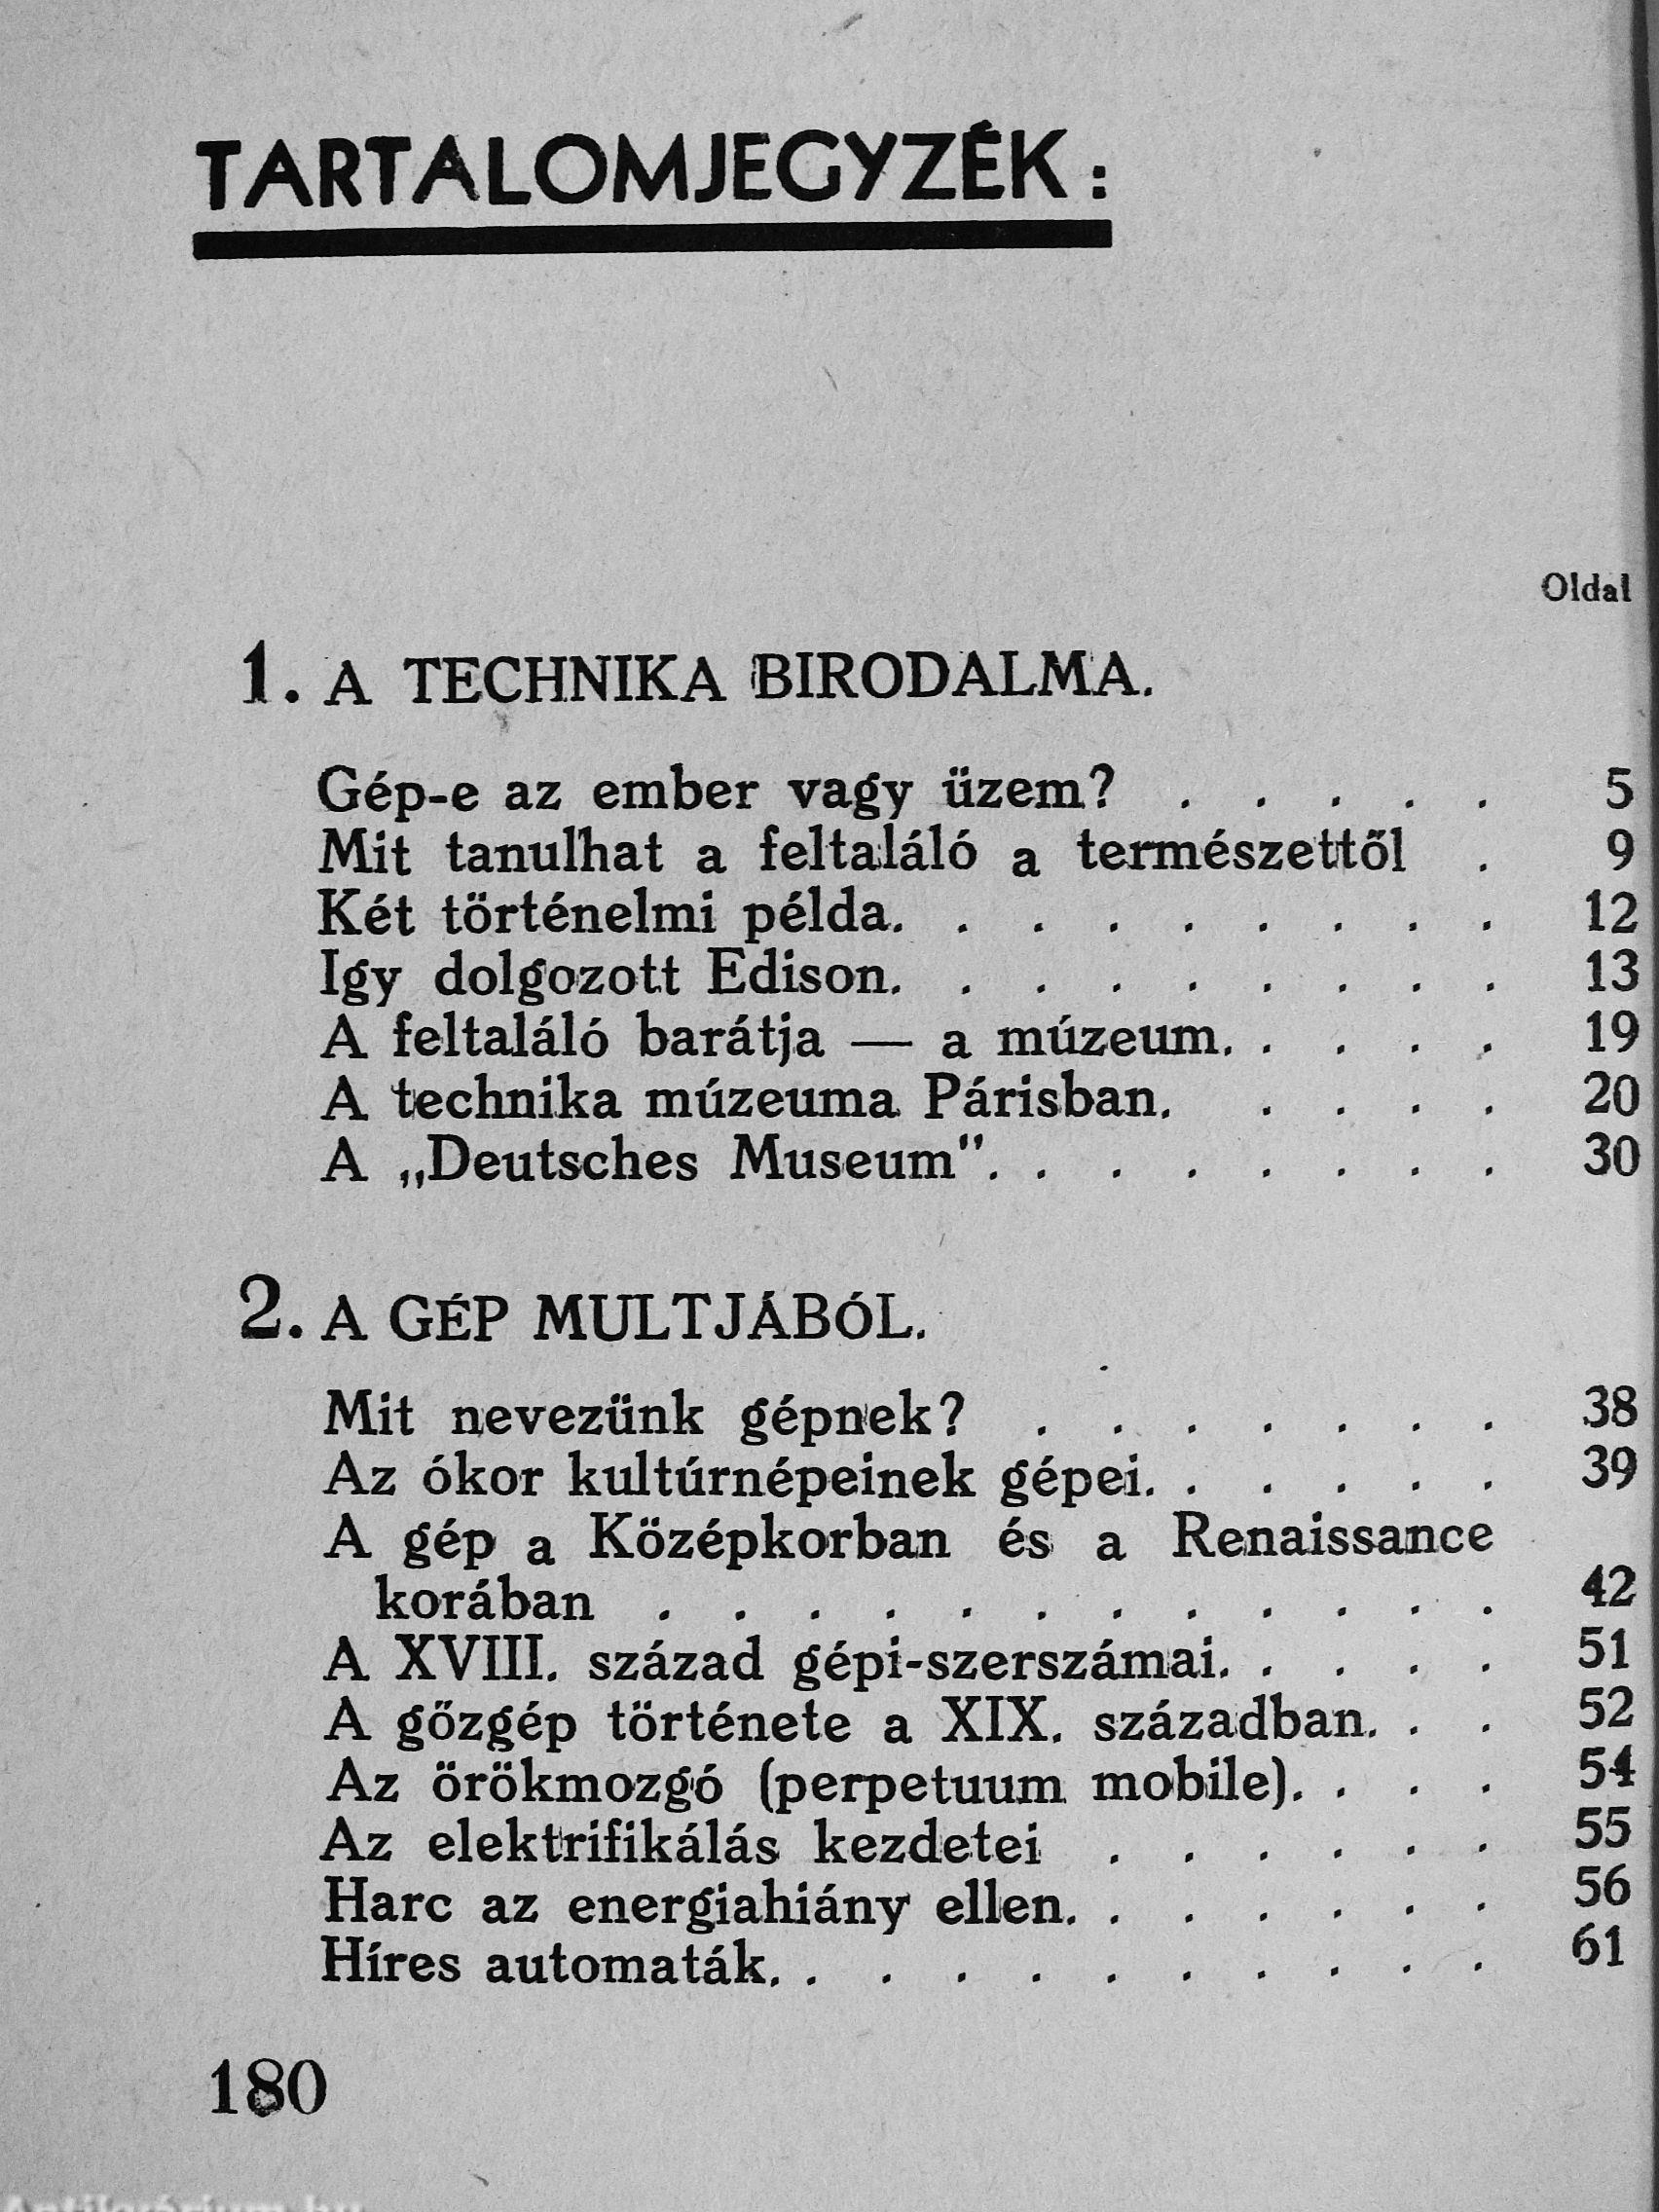 TARTALOMJEGYZÉK:
Oldal
1. A TECHNIKA BIRODALMA.
Gép-e az ember vagy üzem? . . . . . 5
Mit tanulhat a feltaláló a természettől . 9
Két történelmi példa. . . . . . . . . 12
Igy dolgozott Edison. . . . . . . . . 13
A feltaláló barátja — a múzeum. . . . . 19
A technika múzeuma Párisban. . . . . 20
A „Deutsches Museum". . . . . . . . 30
2. A GÉP MULTJÁBÓL.
Mit nevezünk gépnek? . . . . . . . 38
Az ókor kultúrnépeinek gépei. . . . . . 39
A gép a Középkorban és a Renaissance
korában . . . . . . . . . . . . 42
A XVIII. század gépi-szerszámai. . . . . 51
A gőzgép története a XIX. században. . . 52
Az örökmozgó (perpetuum mobile). . . . 54
Az elektrifikálás kezdetei . . . . . . 55
Harc az energiahiány ellen. . . . . . . 56
Híres automaták. . . . . . . . . . . 61
180
Antikvárium.hu